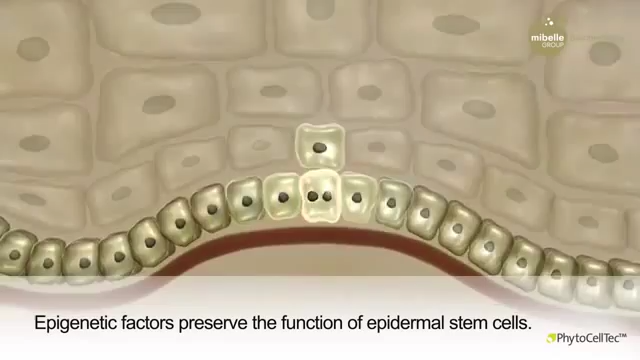 mibelle
GROUP
Epigenetic factors preserve the function of epidermal stem cells.
PhytoCellTec™